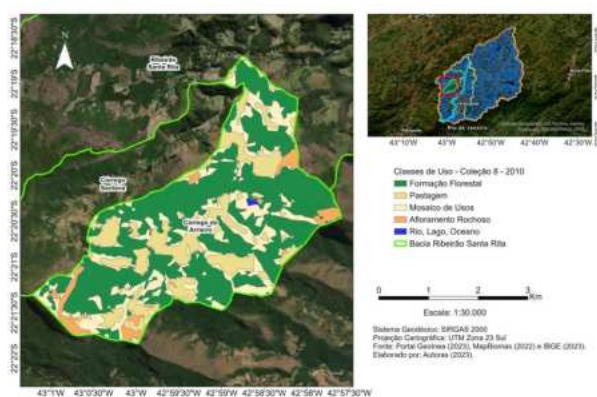 22°18'30"S
22°19'S
22°19'30"S
22°20'S
22°20'30"S
22°21'S
22°21'30"S
22°22'S
43°1'W 43°0'30"W 42°59'30"W 42°59'W 42°58'30"W 42°58'W 42°57'30"W
N
Ribeirão
Santa Rita
Córrego
Córrego do
43°10'W 43°W 42°50'W 42°40'W 42°30'W
Rio de Janeiro
Classes de Uso - Coleção 8 - 2010
Formação Florestal
Pastagem
Mosaico de Usos
Afloramento Rochoso
Rio, Lago, Oceano
Bacia Ribeirão Santa Rita
0 1 2 3
Km
Escala: 1:30.000
Sistema Geodésico: SIRGAS 2000
Projeção Cartográfica: UTM Zona 23 Sul
Fonte: Portal GeoInea (2023), MapBiomas (2022) e IBGE (2023).
Elaborado por: Autoras (2023).